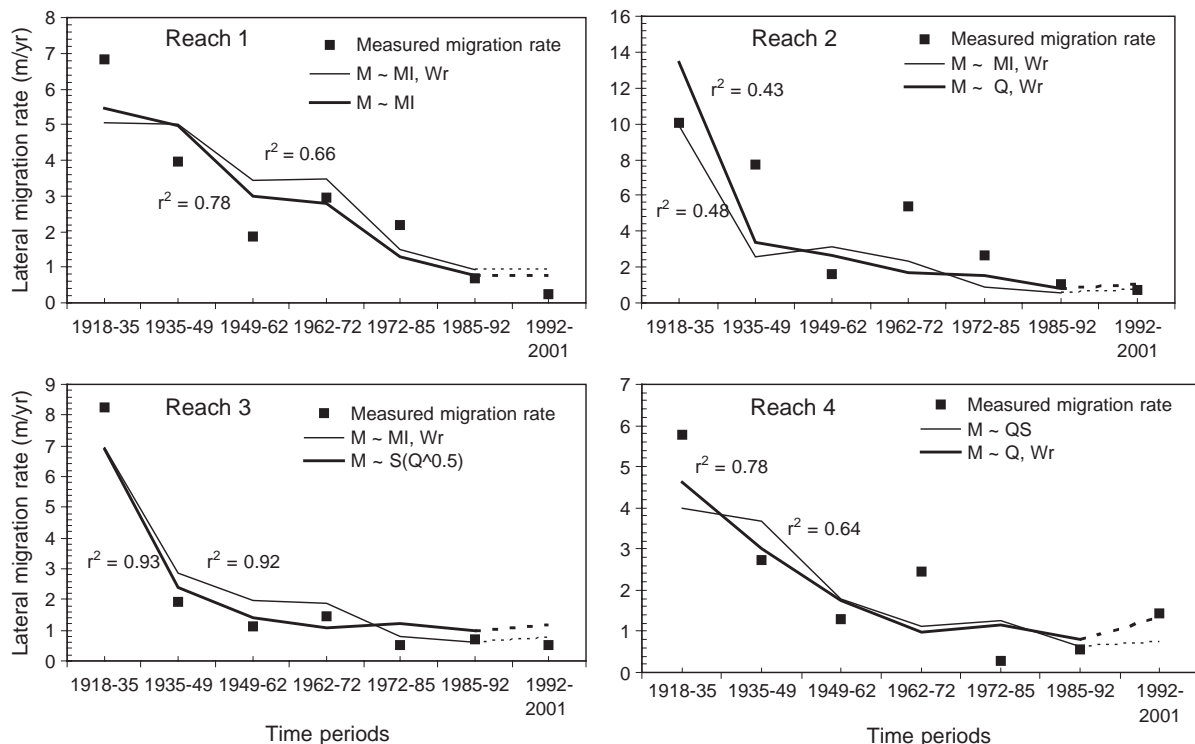 Lateral migration rate (m/yr)
8
7
6
5
4
3
2
1
0
Reach 1
Measured migration rate
M ~ MI, Wr
M ~ MI
r² = 0.66
r² = 0.78
1918-35 1935-49 1949-62 1962-72 1972-85 1985-92 1992-
2001
16
14
12
10
8
6
4
2
0
Reach 2
Measured migration rate
M ~ MI, Wr
M ~ Q, Wr
r² = 0.43
r² = 0.48
1918-35 1935-49 1949-62 1962-72 1972-85 1985-92 1992-
2001
Lateral migration rate (m/yr)
9
8
7
6
5
4
3
2
1
0
Reach 3
Measured migration rate
M ~ MI, Wr
M ~ S(Q^0.5)
r² = 0.93
r² = 0.92
1918-35 1935-49 1949-62 1962-72 1972-85 1985-92 1992-
2001
Time periods
7
6
5
4
3
2
1
0
Reach 4
Measured migration rate
M ~ QS
M ~ Q, Wr
r² = 0.78
r² = 0.64
1918-35 1935-49 1949-62 1962-72 1972-85 1985-92 1992-
2001
Time periods